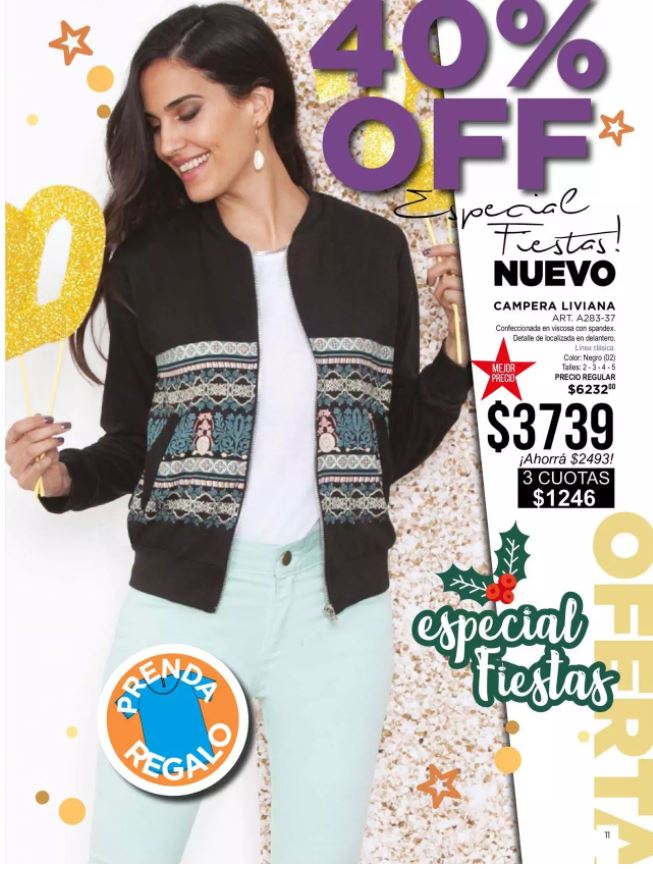 40%
OFF
Especial
Fiestas!
NUEVO
CAMPERA LIVIANA
ART. A283-37
Confeccionada en viscosa con spandex.
Detalle de localizada en delantero.
Línea clásica.
Color: Negro (02)
Talles: 2 - 3 - 4 - 5
PRECIO REGULAR
$6232⁰⁰
MEJOR
PRECIO
$3739
¡Ahorrá $2493!
3 CUOTAS
$1246
OFERTA
especial
Fiestas
PRENDA
REGALO
11